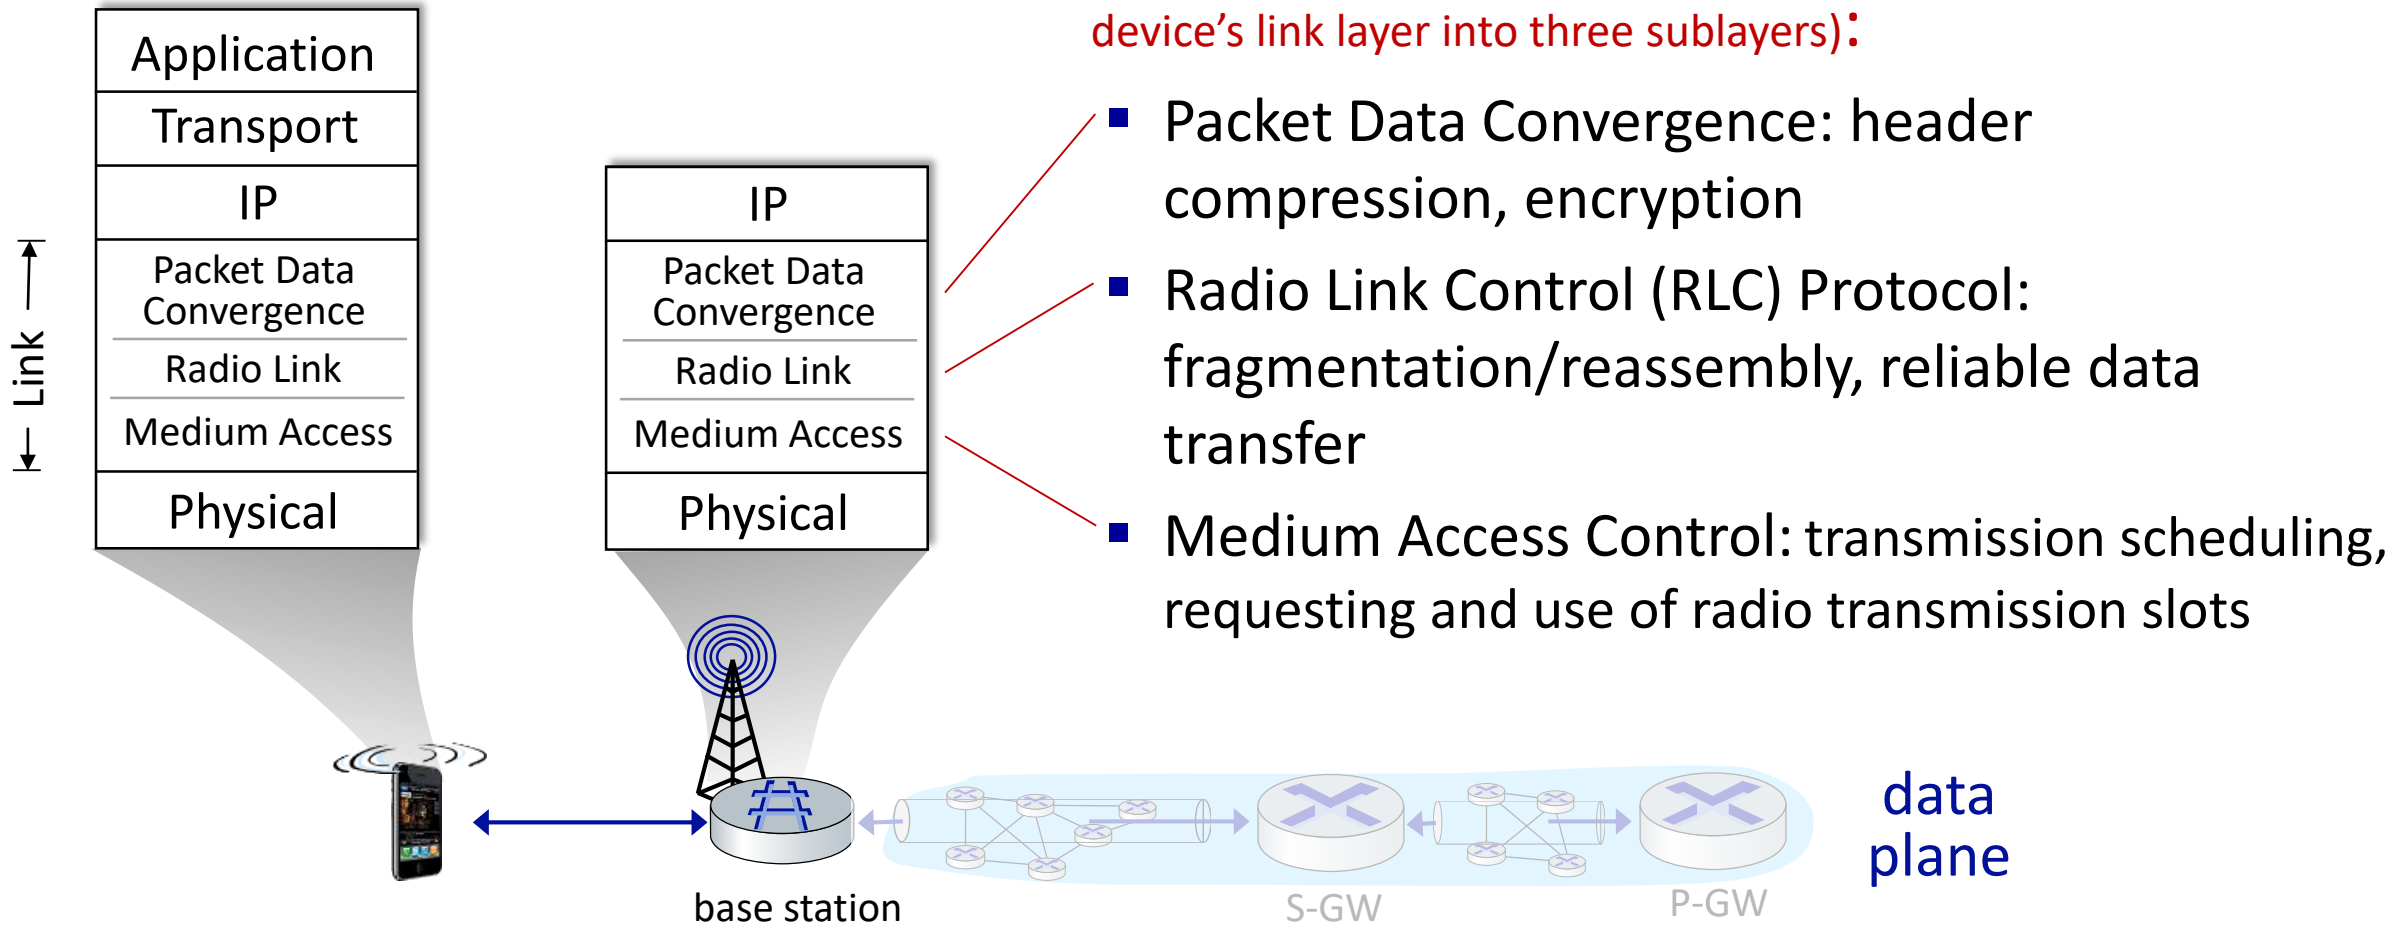 Application
Transport
IP
Packet Data
Convergence
Radio Link
Medium Access
Physical
Link
IP
Packet Data
Convergence
Radio Link
Medium Access
Physical
device’s link layer into three sublayers):
Packet Data Convergence: header
compression, encryption
Radio Link Control (RLC) Protocol:
fragmentation/reassembly, reliable data
transfer
Medium Access Control: transmission scheduling,
requesting and use of radio transmission slots
base station
S-GW
P-GW
data
plane